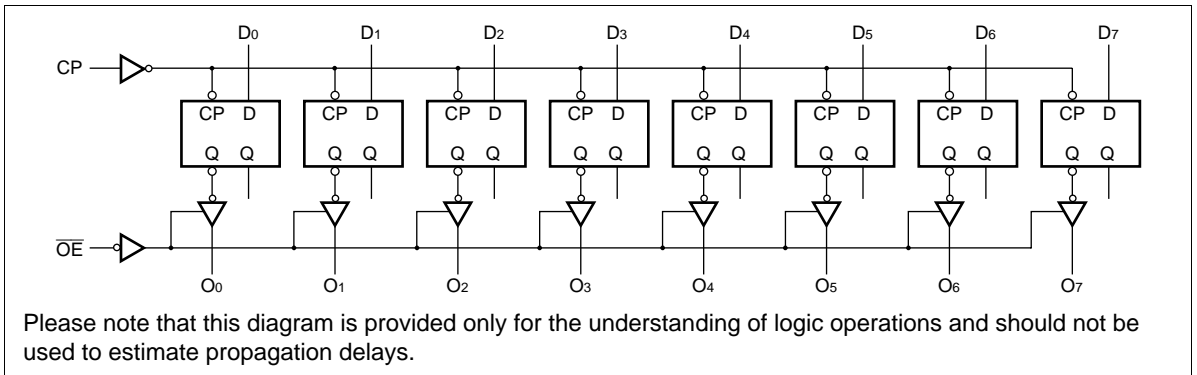 D0 D1 D2 D3 D4 D5 D6 D7
CP
CP D CP D CP D CP D CP D CP D CP D CP D
Q Q Q Q Q Q Q Q Q Q Q Q Q Q Q Q
OE
O0 O1 O2 O3 O4 O5 O6 O7
Please note that this diagram is provided only for the understanding of logic operations and should not be
used to estimate propagation delays.